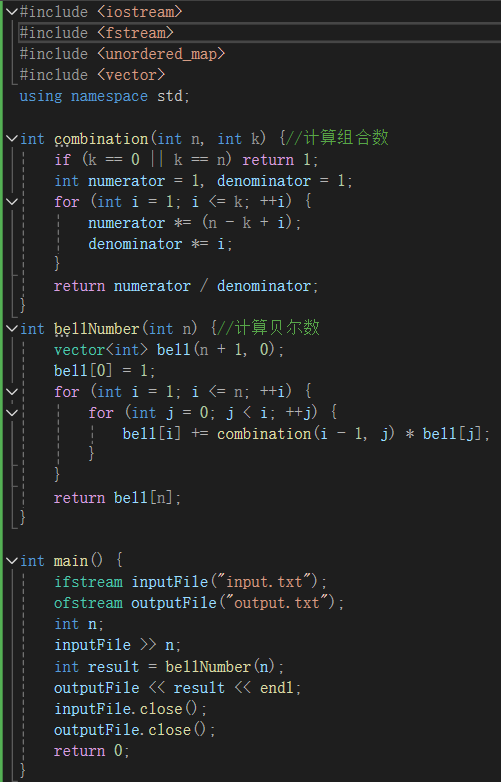 #include <iostream>
#include <fstream>
#include <unordered_map>
#include <vector>
using namespace std;

int combination(int n, int k) {//计算组合数
    if (k == 0 || k == n) return 1;
    int numerator = 1, denominator = 1;
    for (int i = 1; i <= k; ++i) {
        numerator *= (n - k + i);
        denominator *= i;
    }
    return numerator / denominator;
}
int bellNumber(int n) {//计算贝尔数
    vector<int> bell(n + 1, 0);
    bell[0] = 1;
    for (int i = 1; i <= n; ++i) {
        for (int j = 0; j < i; ++j) {
            bell[i] += combination(i - 1, j) * bell[j];
        }
    }
    return bell[n];
}

int main() {
    ifstream inputFile("input.txt");
    ofstream outputFile("output.txt");
    int n;
    inputFile >> n;
    int result = bellNumber(n);
    outputFile << result << endl;
    inputFile.close();
    outputFile.close();
    return 0;
}